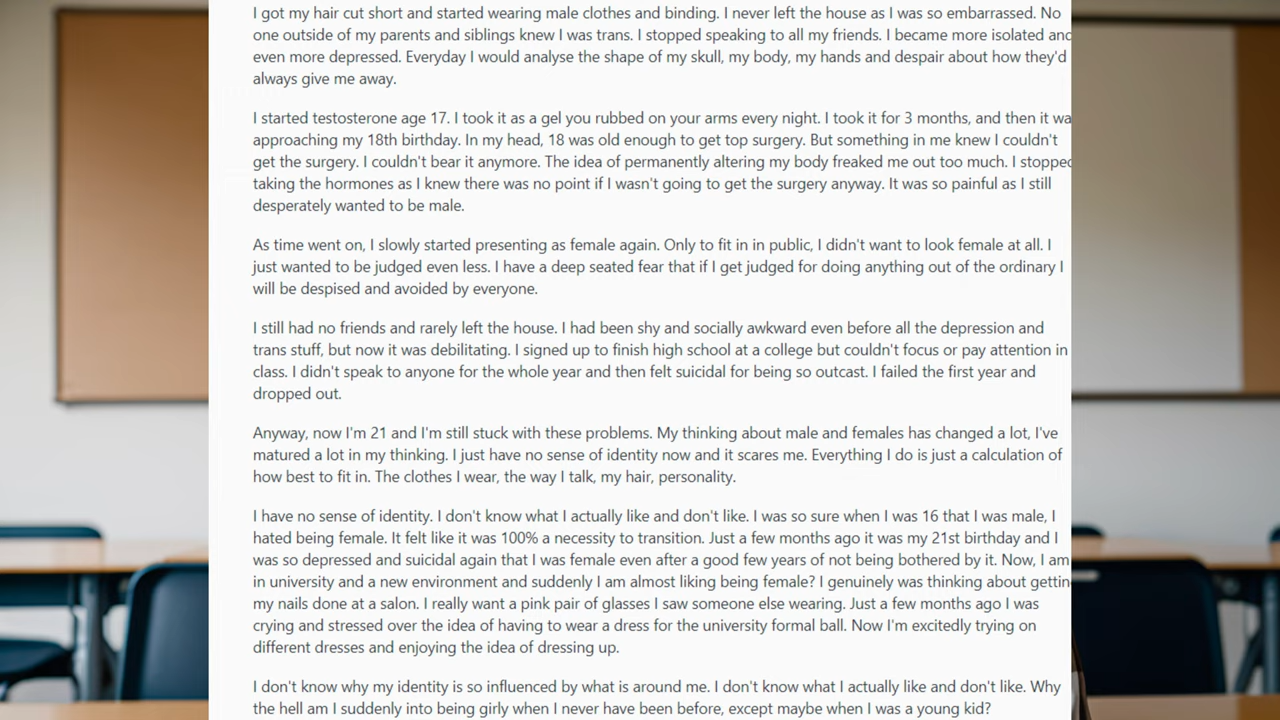 I got my hair cut short and started wearing male clothes and binding. I never left the house as I was so embarrassed. No
one outside of my parents and siblings knew I was trans. I stopped speaking to all my friends. I became more isolated and
even more depressed. Everyday I would analyse the shape of my skull, my body, my hands and despair about how they'd
always give me away.
I started testosterone age 17. I took it as a gel you rubbed on your arms every night. I took it for 3 months, and then it wa
approaching my 18th birthday. In my head, 18 was old enough to get top surgery. But something in me knew I couldn't
get the surgery. I couldn't bear it anymore. The idea of permanently altering my body freaked me out too much. I stopped
taking the hormones as I knew there was no point if I wasn't going to get the surgery anyway. It was so painful as I still
desperately wanted to be male.
As time went on, I slowly started presenting as female again. Only to fit in in public, I didn't want to look female at all. I
just wanted to be judged even less. I have a deep seated fear that if I get judged for doing anything out of the ordinary I
will be despised and avoided by everyone.
I still had no friends and rarely left the house. I had been shy and socially awkward even before all the depression and
trans stuff, but now it was debilitating. I signed up to finish high school at a college but couldn't focus or pay attention in
class. I didn't speak to anyone for the whole year and then felt suicidal for being so outcast. I failed the first year and
dropped out.
Anyway, now I'm 21 and I'm still stuck with these problems. My thinking about male and females has changed a lot, I've
matured a lot in my thinking. I just have no sense of identity now and it scares me. Everything I do is just a calculation of
how best to fit in. The clothes I wear, the way I talk, my hair, personality.
I have no sense of identity. I don't know what I actually like and don't like. I was so sure when I was 16 that I was male, I
hated being female. It felt like it was 100% a necessity to transition. Just a few months ago it was my 21st birthday and I
was so depressed and suicidal again that I was female even after a good few years of not being bothered by it. Now, I am
in university and a new environment and suddenly I am almost liking being female? I genuinely was thinking about gettin
my nails done at a salon. I really want a pink pair of glasses I saw someone else wearing. Just a few months ago I was
crying and stressed over the idea of having to wear a dress for the university formal ball. Now I'm excitedly trying on
different dresses and enjoying the idea of dressing up.
I don't know why my identity is so influenced by what is around me. I don't know what I actually like and don't like. Why
the hell am I suddenly into being girly when I never have been before, except maybe when I was a young kid?